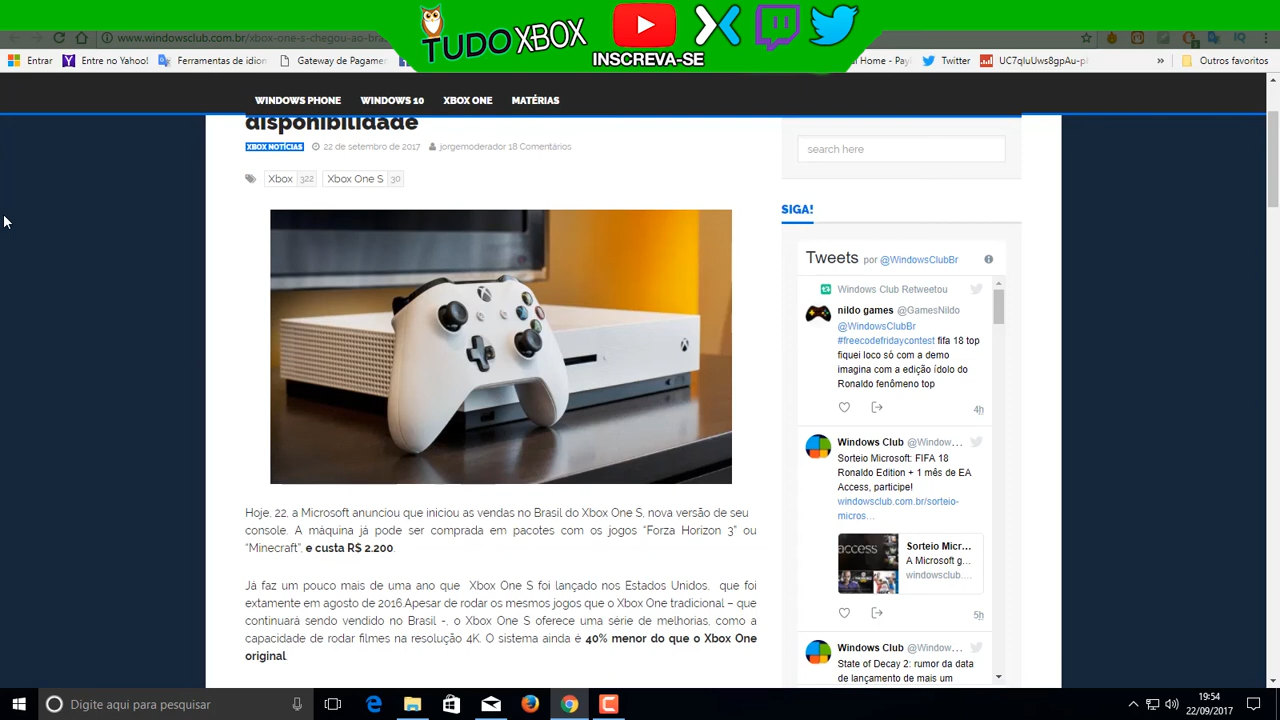 TUDO XBOX
INSCREVA-SE
www.windowsclub.com.br/xbox-one-s-chegou-ao-bra
Entrar
Entre no Yahoo!
Ferramentas de idion
Gateway de Pagamen
Twitter
UC7qIuUws8gpAu-p
Outros favoritos
WINDOWS PHONE
WINDOWS 10
XBOX ONE
MATÉRIAS
disponibilidade
XBOX NOTÍCIAS 22 de setembro de 2017 jorgemoderador 18 Comentários
Xbox 322 Xbox One S 30
Hoje, 22, a Microsoft anunciou que iniciou as vendas no Brasil do Xbox One S, nova versão de seu
console. A máquina já pode ser comprada em pacotes com os jogos “Forza Horizon 3” ou
“Minecraft”, e custa R$ 2.200.
Já faz um pouco mais de uma ano que Xbox One S foi lançado nos Estados Unidos, que foi
extamente em agosto de 2016.Apesar de rodar os mesmos jogos que o Xbox One tradicional – que
continuará sendo vendido no Brasil -, o Xbox One S oferece uma série de melhorias, como a
capacidade de rodar filmes na resolução 4K. O sistema ainda é 40% menor do que o Xbox One
original.
search here
SIGA!
Tweets por @WindowsClubBr
Windows Club Retweetou
nildo games @GamesNildo
@WindowsClubBr
#freecodefridaycontest fifa 18 top
fiquei loco sò com a demo
imagina com a edição ídolo do
Ronaldo fenômeno top
4h
Windows Club @Window…
Sorteio Microsoft: FIFA 18
Ronaldo Edition + 1 mês de EA
Access, participe!
windowsclub.com.br/sorteio-
micros…
access
Sorteio Micr...
A Microsoft g...
windowsclub....
5h
Windows Club @Window…
State of Decay 2: rumor da data
de lançamento de mais um
Digite aqui para pesquisar
19:54
22/09/2017